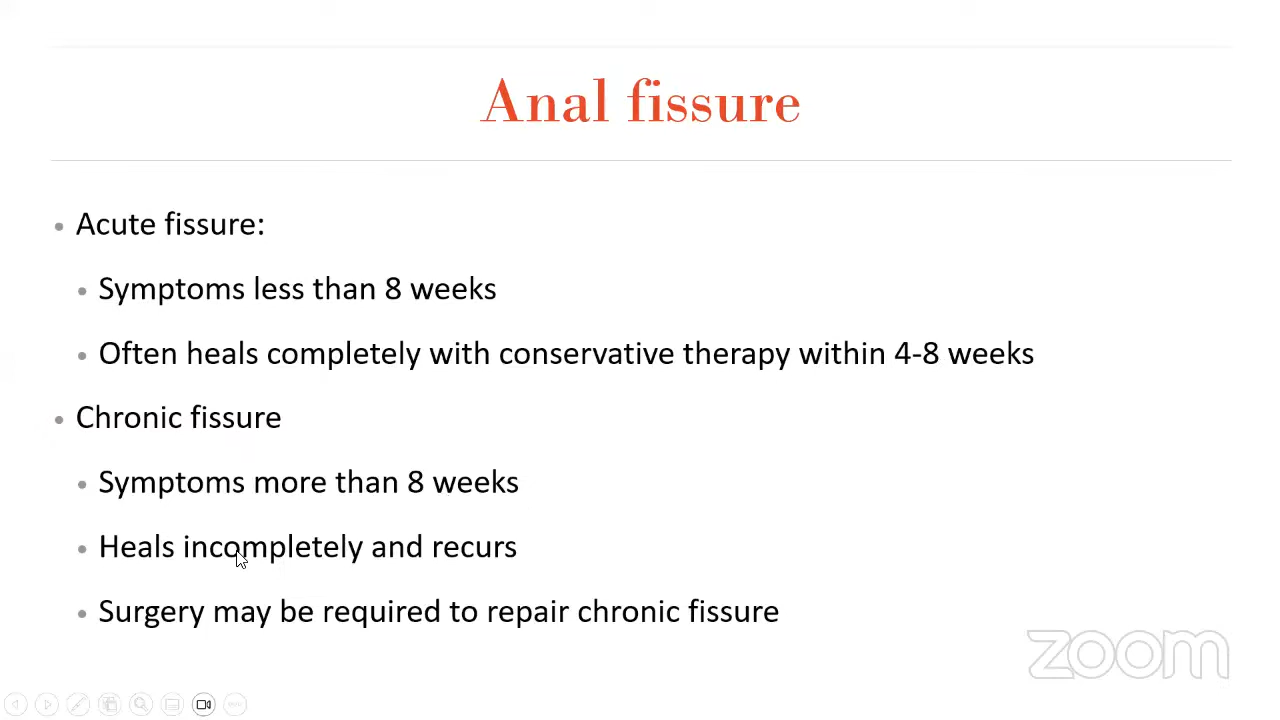 Anal fissure
Acute fissure:
Symptoms less than 8 weeks
Often heals completely with conservative therapy within 4-8 weeks
Chronic fissure
Symptoms more than 8 weeks
Heals incompletely and recurs
Surgery may be required to repair chronic fissure
zoom